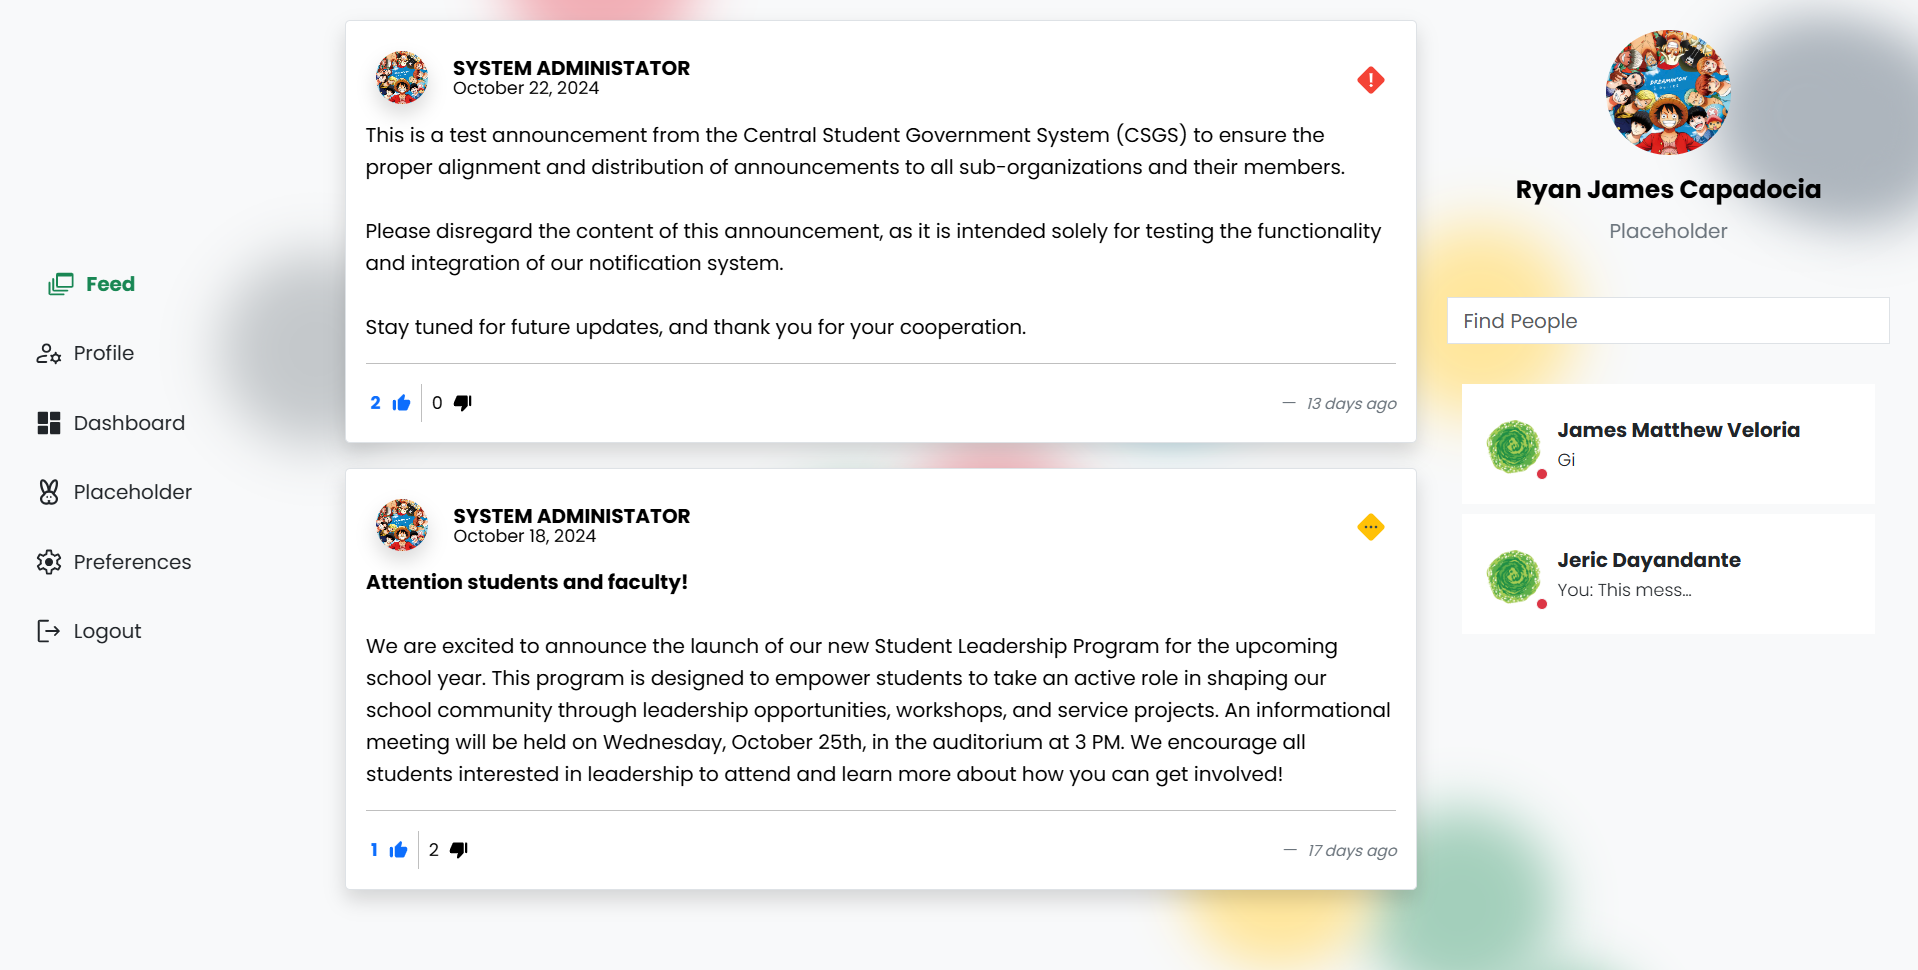 Feed
Profile
Dashboard
Placeholder
Preferences
Logout
SYSTEM ADMINISTATOR
October 22, 2024
This is a test announcement from the Central Student Government System (CSGS) to ensure the
proper alignment and distribution of announcements to all sub-organizations and their members.
Please disregard the content of this announcement, as it is intended solely for testing the functionality
and integration of our notification system.
Stay tuned for future updates, and thank you for your cooperation.
2 0
— 13 days ago
SYSTEM ADMINISTATOR
October 18, 2024
Attention students and faculty!
We are excited to announce the launch of our new Student Leadership Program for the upcoming
school year. This program is designed to empower students to take an active role in shaping our
school community through leadership opportunities, workshops, and service projects. An informational
meeting will be held on Wednesday, October 25th, in the auditorium at 3 PM. We encourage all
students interested in leadership to attend and learn more about how you can get involved!
1 2
— 17 days ago
DREAMIN'ON
Ryan James Capadocia
Placeholder
Find People
James Matthew Veloria
Gi
Jeric Dayandante
You: This mess...